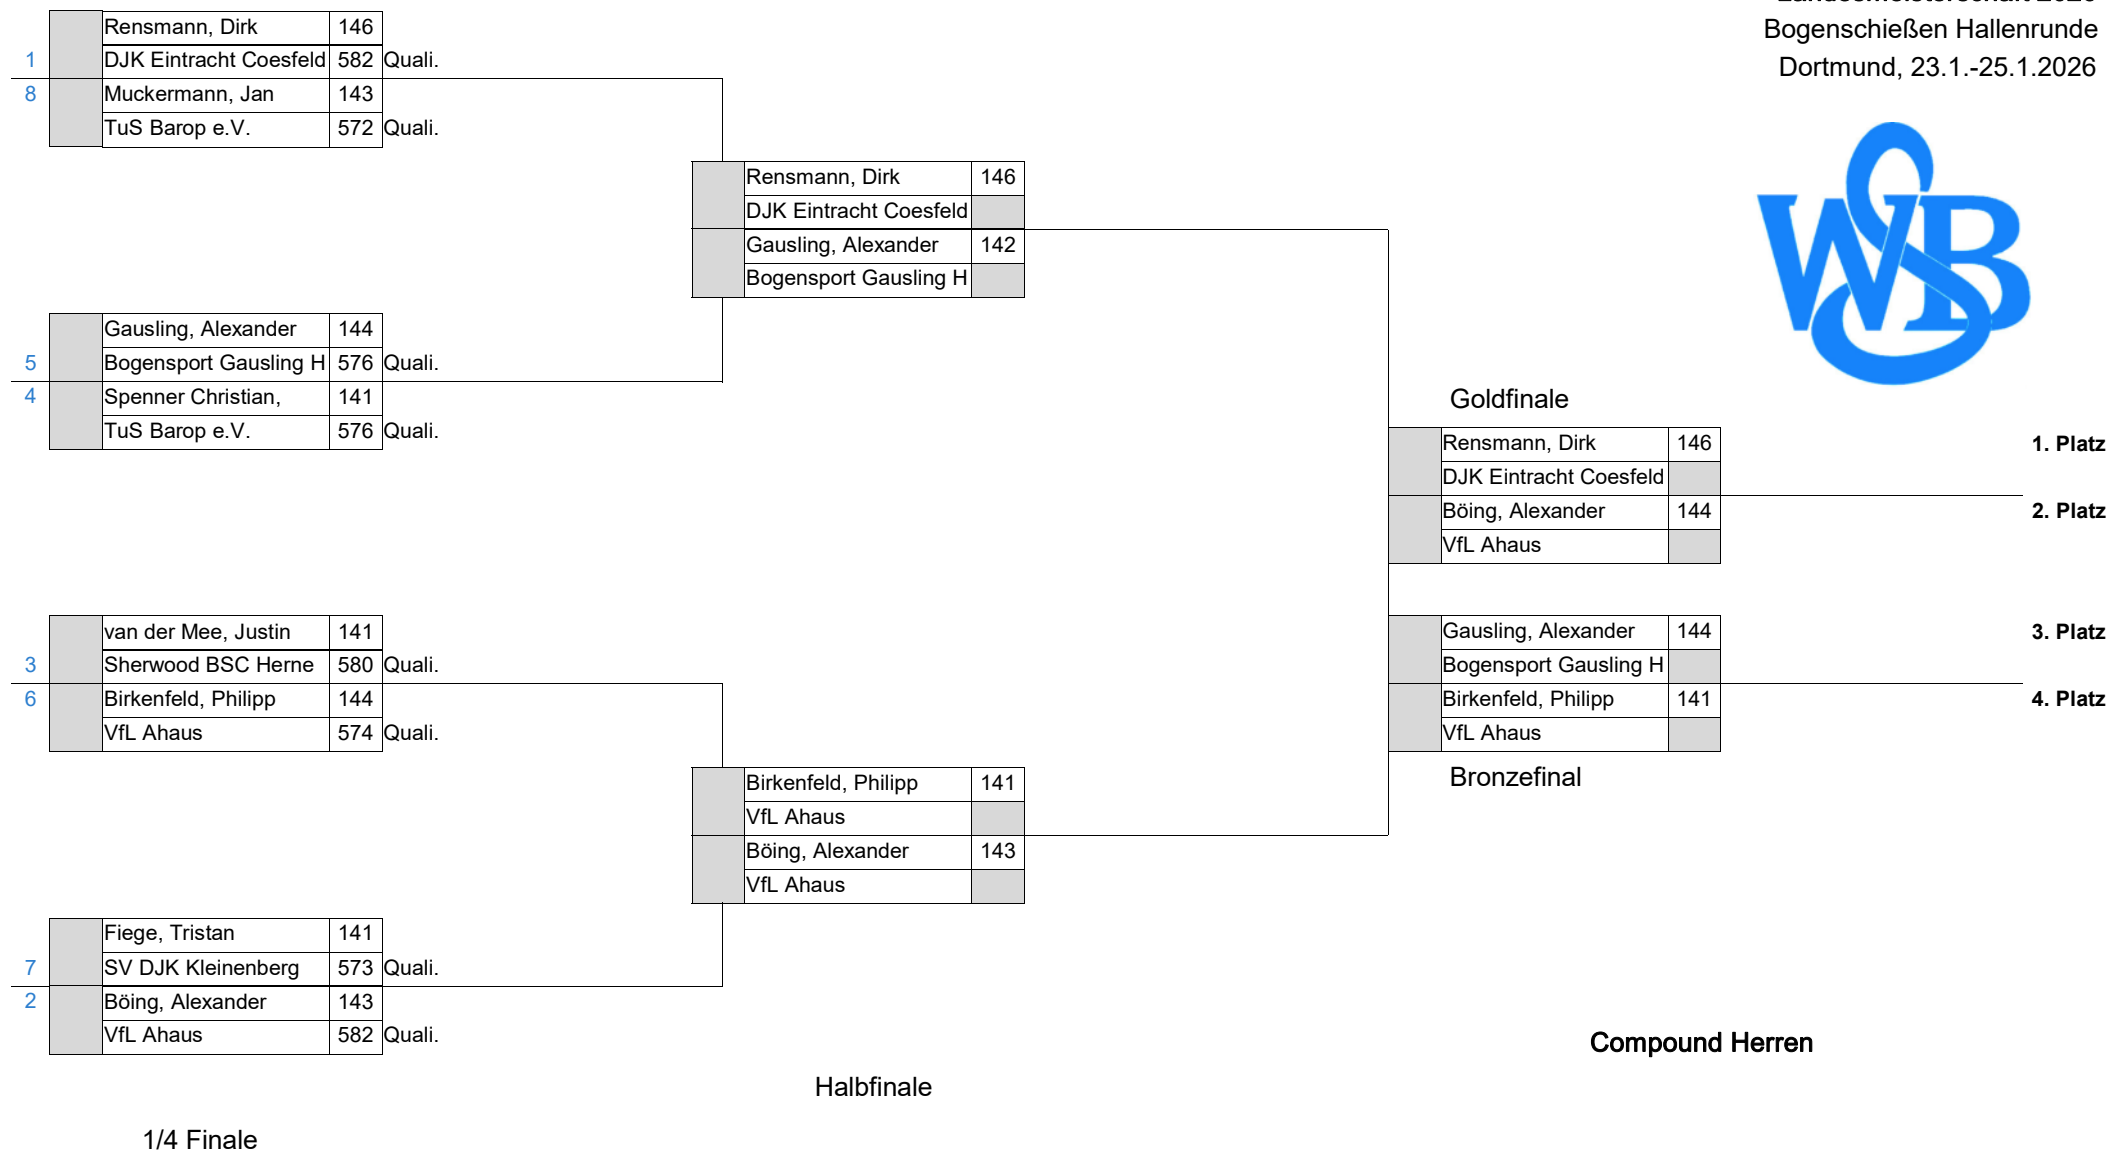 Bogenschießen Hallenrunde
Dortmund, 23.1.-25.1.2026
WSB
Rensmann, Dirk 146
1 DJK Eintracht Coesfeld 582 Quali.
8 Muckermann, Jan 143
TuS Barop e.V. 572 Quali.
Rensmann, Dirk 146
DJK Eintracht Coesfeld
Gausling, Alexander 142
Bogensport Gausling H
Gausling, Alexander 144
5 Bogensport Gausling H 576 Quali.
4 Spenner Christian, 141
TuS Barop e.V. 576 Quali.
Goldfinale
Rensmann, Dirk 146 1. Platz
DJK Eintracht Coesfeld
Böing, Alexander 144 2. Platz
VfL Ahaus
van der Mee, Justin 141
3 Sherwood BSC Herne 580 Quali.
6 Birkenfeld, Philipp 144
VfL Ahaus 574 Quali.
Gausling, Alexander 144 3. Platz
Bogensport Gausling H
Birkenfeld, Philipp 141 4. Platz
VfL Ahaus
Bronzefinal
Birkenfeld, Philipp 141
VfL Ahaus
Böing, Alexander 143
VfL Ahaus
Fiege, Tristan 141
7 SV DJK Kleinenberg 573 Quali.
2 Böing, Alexander 143
VfL Ahaus 582 Quali.
Compound Herren
Halbfinale
1/4 Finale